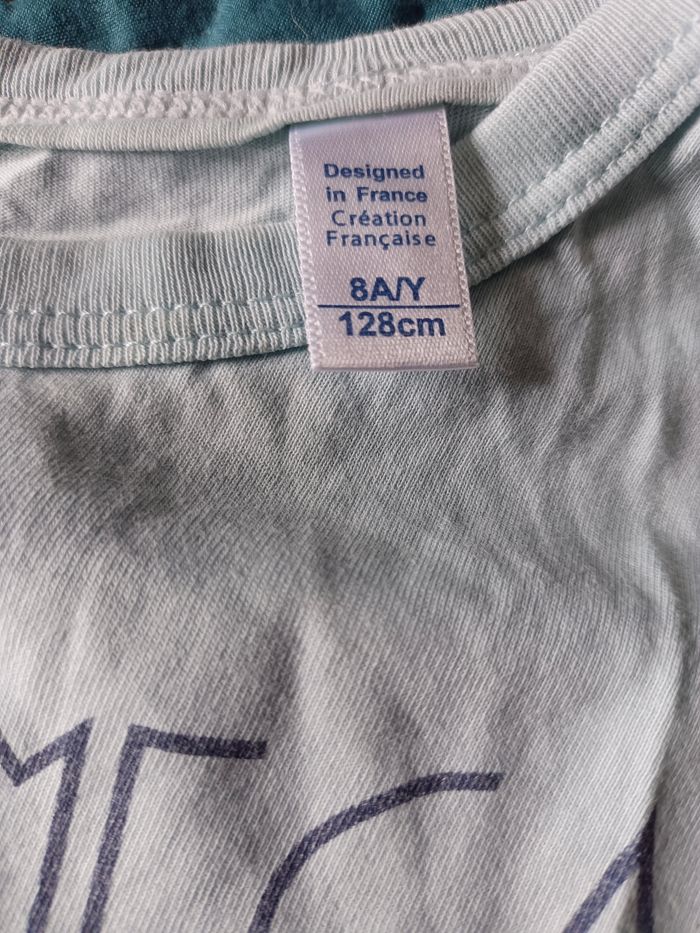 Designed
in France
Création
Française
8A/Y
128cm